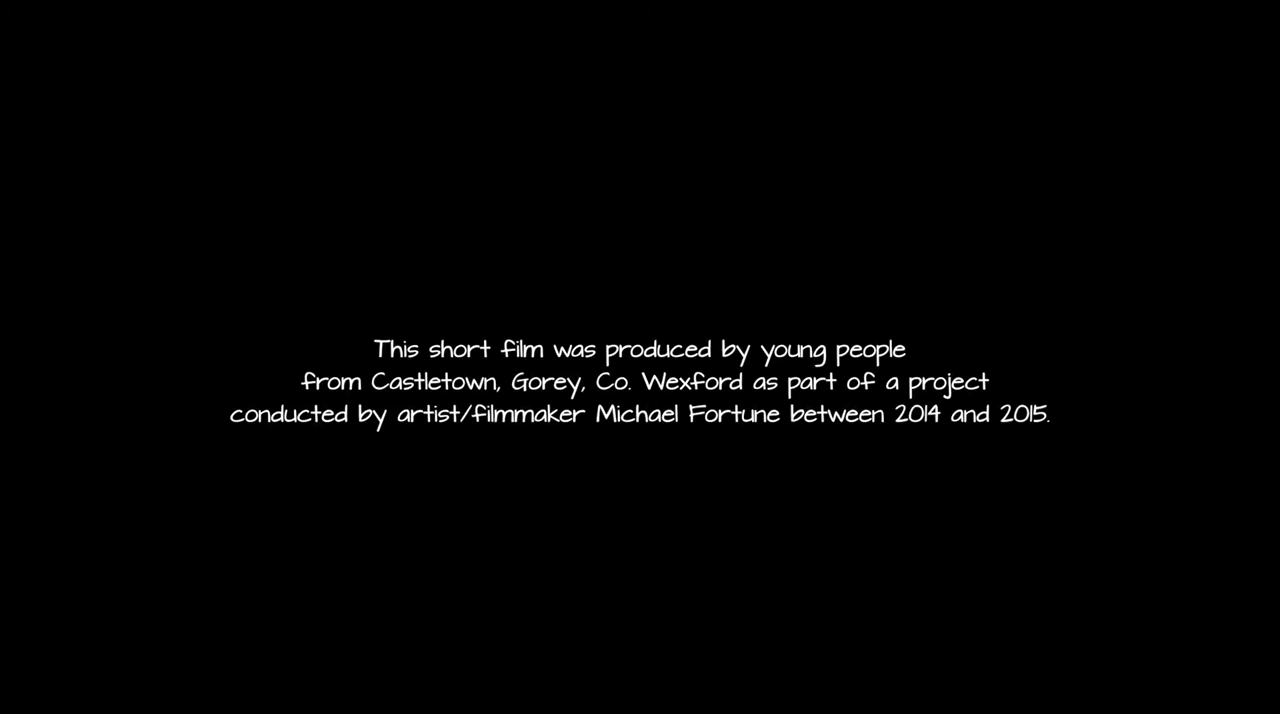 This short film was produced by young people
from Castletown, Gorey, Co. Wexford as part of a project
conducted by artist/filmmaker Michael Fortune between 2014 and 2015.